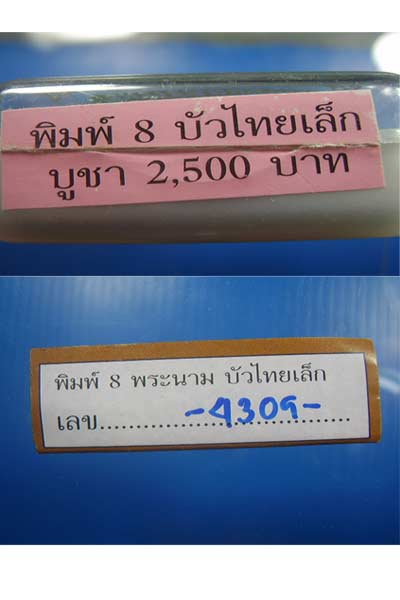 พิมพ์ 8 บัวไทยเล็ก
บูชา 2,500 บาท
พิมพ์ 8 พระนาม บัวไทยเล็ก
เลข..................................
-4309-